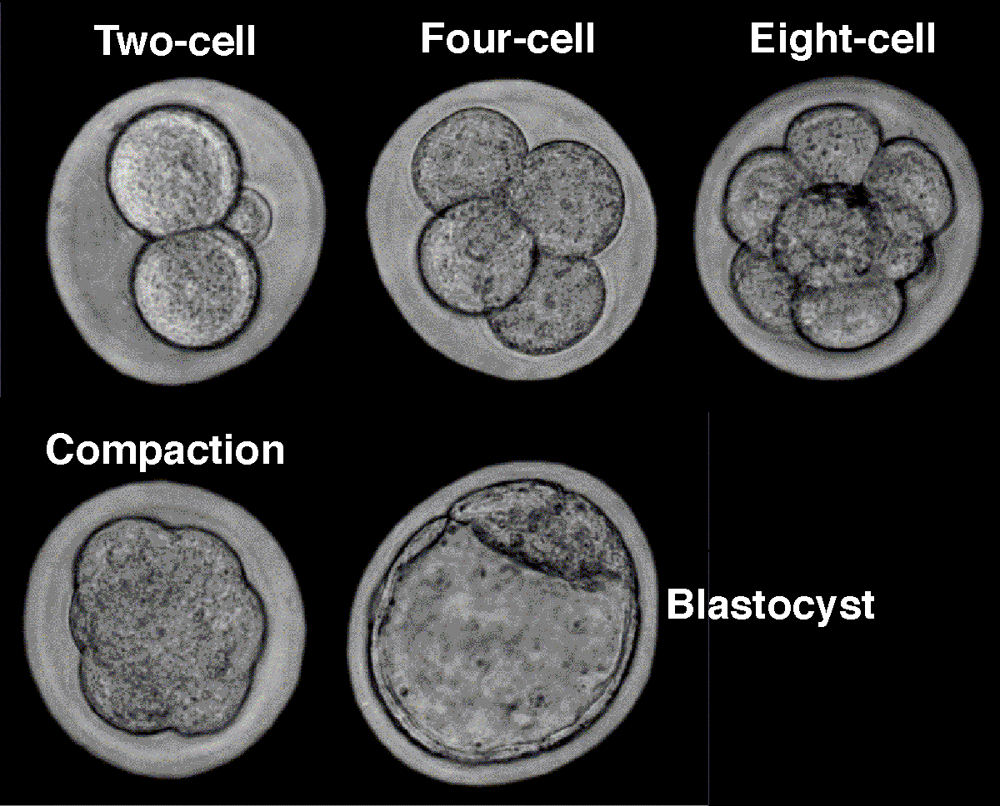 Two-cell
Four-cell
Eight-cell
Compaction
Blastocyst